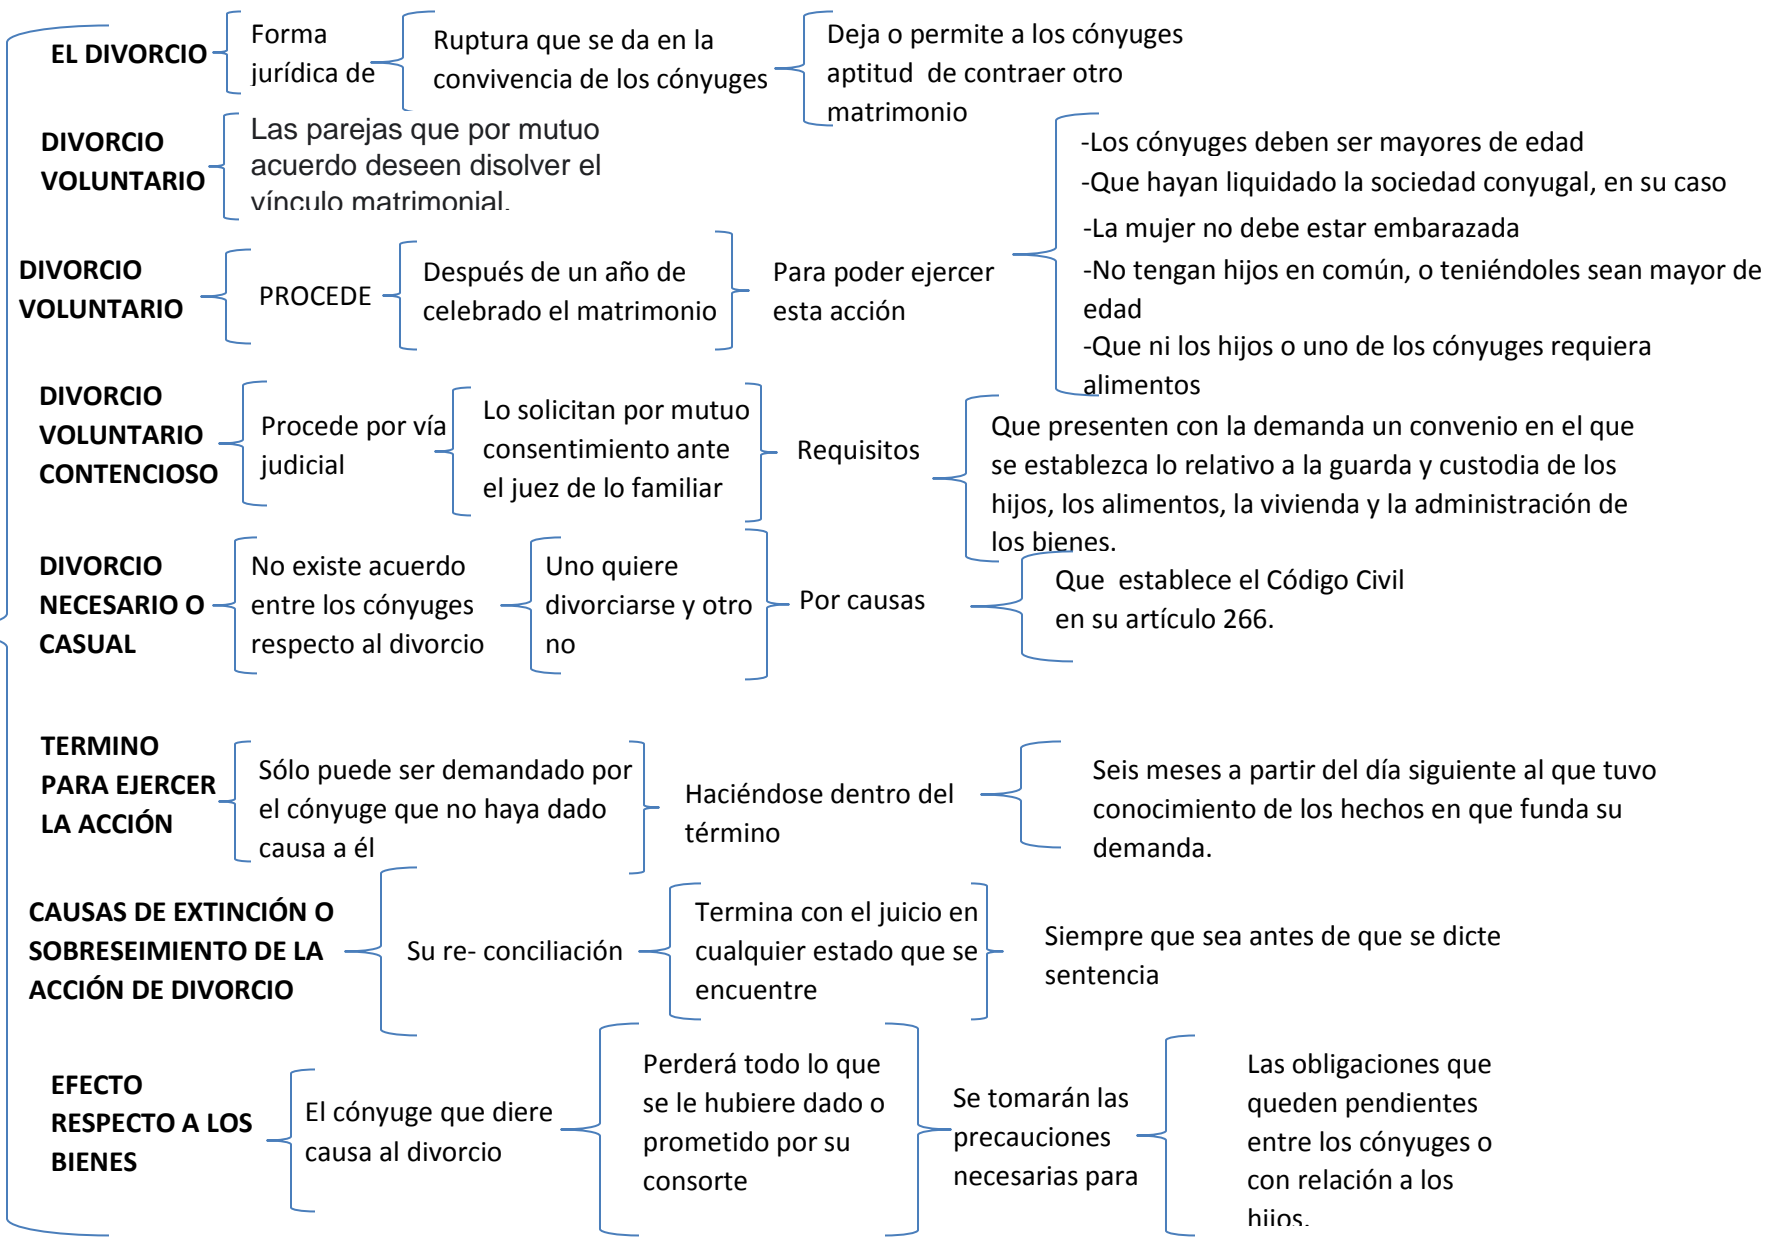 EL DIVORCIO
Forma
jurídica de
Ruptura que se da en la
convivencia de los cónyuges
Deja o permite a los cónyuges
aptitud  de contraer otro
matrimonio
DIVORCIO
VOLUNTARIO
Las parejas que por mutuo
acuerdo deseen disolver el
vínculo matrimonial.
DIVORCIO
VOLUNTARIO
PROCEDE
Después de un año de
celebrado el matrimonio
Para poder ejercer
esta acción
-Los cónyuges deben ser mayores de edad
-Que hayan liquidado la sociedad conyugal, en su caso
-La mujer no debe estar embarazada
-No tengan hijos en común, o teniéndoles sean mayor de
edad
-Que ni los hijos o uno de los cónyuges requiera
alimentos
DIVORCIO
VOLUNTARIO
CONTENCIOSO
Procede por vía
judicial
Lo solicitan por mutuo
consentimiento ante
el juez de lo familiar
Requisitos
Que presenten con la demanda un convenio en el que
se establezca lo relativo a la guarda y custodia de los
hijos, los alimentos, la vivienda y la administración de
los bienes.
DIVORCIO
NECESARIO O
CASUAL
No existe acuerdo
entre los cónyuges
respecto al divorcio
Uno quiere
divorciarse y otro
no
Por causas
Que  establece el Código Civil
en su artículo 266.
TERMINO
PARA EJERCER
LA ACCIÓN
Sólo puede ser demandado por
el cónyuge que no haya dado
causa a él
Haciéndose dentro del
término
Seis meses a partir del día siguiente al que tuvo
conocimiento de los hechos en que funda su
demanda.
CAUSAS DE EXTINCIÓN O
SOBRESEIMIENTO DE LA
ACCIÓN DE DIVORCIO
Su re- conciliación
Termina con el juicio en
cualquier estado que se
encuentre
Siempre que sea antes de que se dicte
sentencia
EFECTO
RESPECTO A LOS
BIENES
El cónyuge que diere
causa al divorcio
Perderá todo lo que
se le hubiere dado o
prometido por su
consorte
Se tomarán las
precauciones
necesarias para
Las obligaciones que
queden pendientes
entre los cónyuges o
con relación a los
hijos.